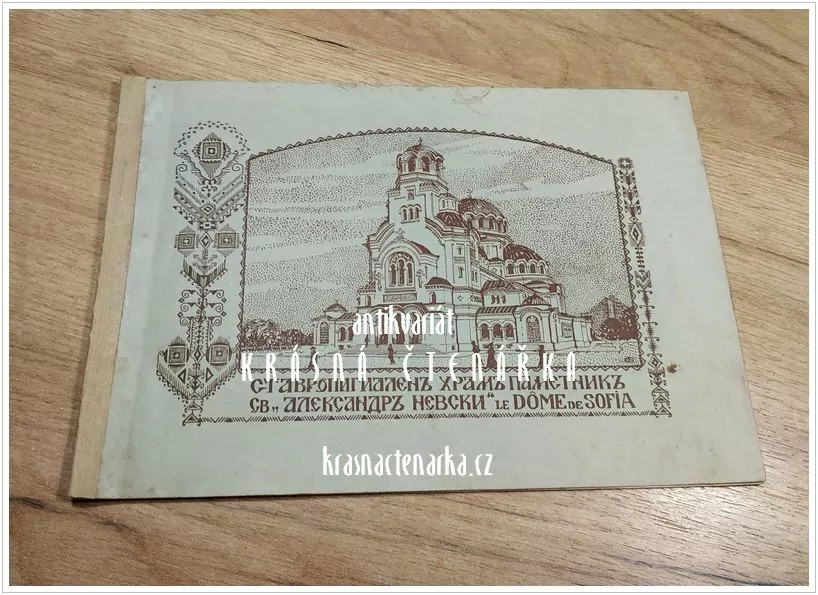 antikvariát
KRÁSNÁ ČTENÁŘKA
СТАВРОПИГИАЛЕНЪ ХРАМЪ ПАМЕТНИКЪ
СВ. „АЛЕКСАНДРЪ НЕВСКИ“ LE DÔME DE SOFIA
krasnactenarka.cz